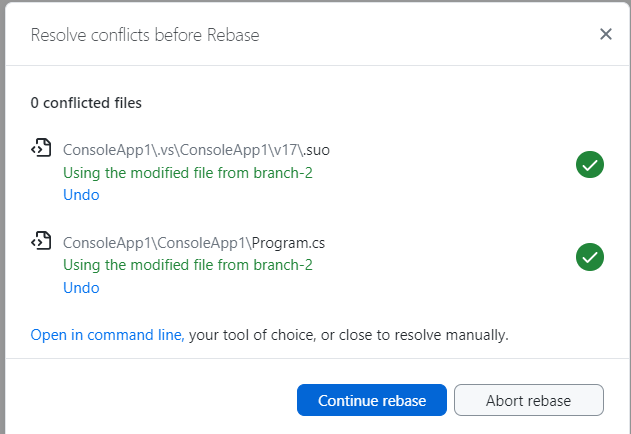 Resolve conflicts before Rebase
0 conflicted files
ConsoleApp1\.vs\ConsoleApp1\v17\.suo
Using the modified file from branch-2
Undo
ConsoleApp1\ConsoleApp1\Program.cs
Using the modified file from branch-2
Undo
Open in command line, your tool of choice, or close to resolve manually.
Continue rebase
Abort rebase